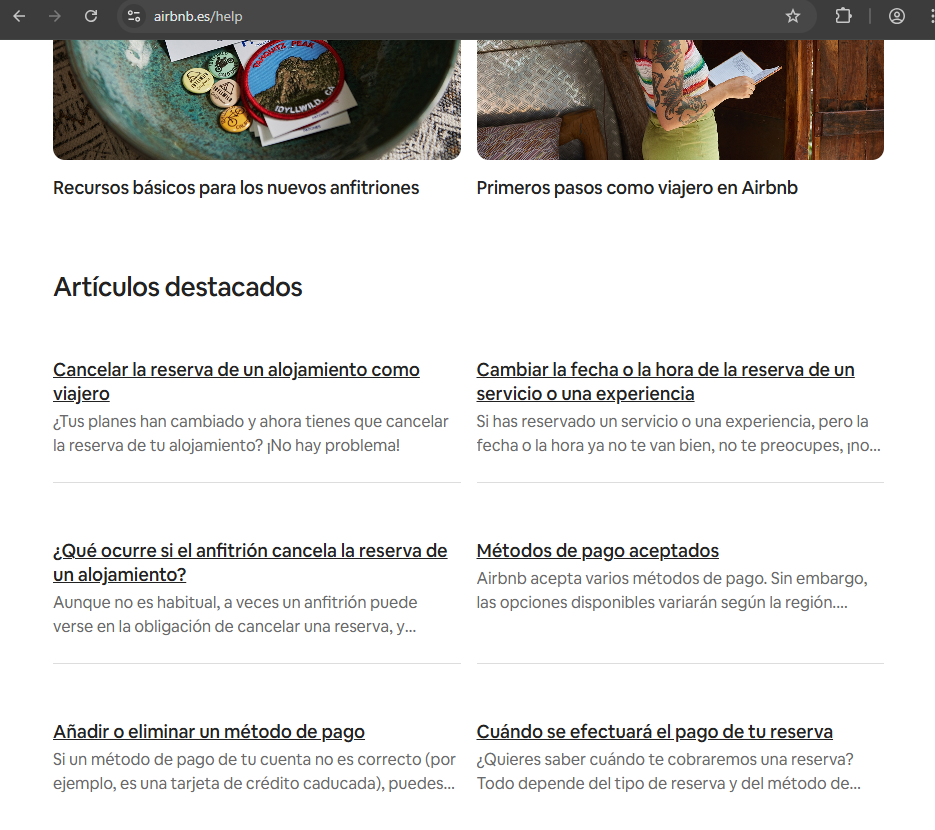 airbnb.es/help
IDYLLWILD, CA
Recursos básicos para los nuevos anfitriones
Primeros pasos como viajero en Airbnb
Artículos destacados
Cancelar la reserva de un alojamiento como
viajero
¿Tus planes han cambiado y ahora tienes que cancelar
la reserva de tu alojamiento? ¡No hay problema!
Cambiar la fecha o la hora de la reserva de un
servicio o una experiencia
Si has reservado un servicio o una experiencia, pero la
fecha o la hora ya no te van bien, no te preocupes, ¡no...
¿Qué ocurre si el anfitrión cancela la reserva de
un alojamiento?
Aunque no es habitual, a veces un anfitrión puede
verse en la obligación de cancelar una reserva, y...
Métodos de pago aceptados
Airbnb acepta varios métodos de pago. Sin embargo,
las opciones disponibles variarán según la región....
Añadir o eliminar un método de pago
Si un método de pago de tu cuenta no es correcto (por
ejemplo, es una tarjeta de crédito caducada), puedes...
Cuándo se efectuará el pago de tu reserva
¿Quieres saber cuándo te cobraremos una reserva?
Todo depende del tipo de reserva y del método de...